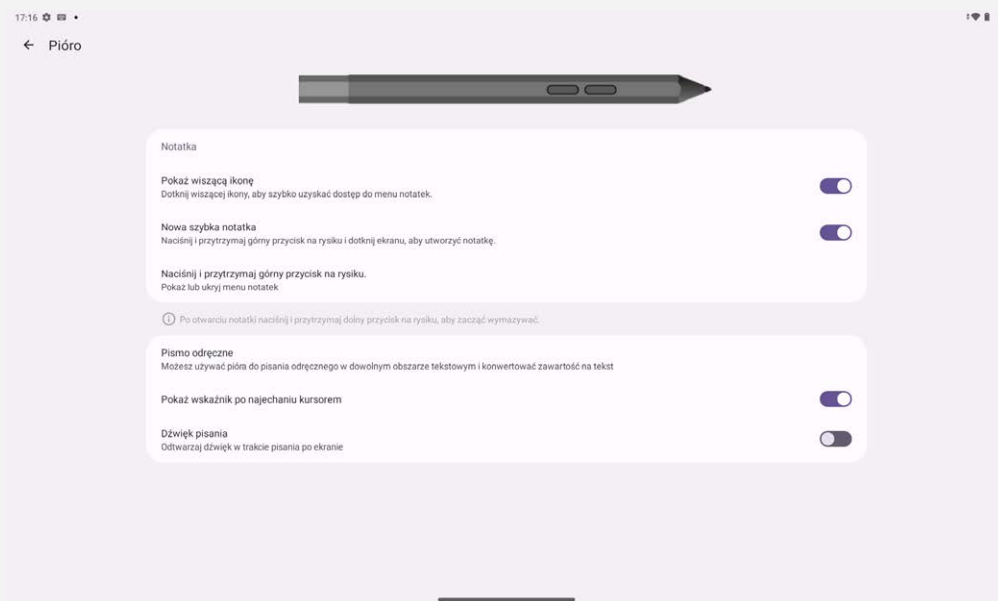 17:16
Pióro
Notatka
Pokaż wiszącą ikonę
Dotknij wiszącej ikony, aby szybko uzyskać dostęp do menu notatek.
Nowa szybka notatka
Naciśnij i przytrzymaj górny przycisk na rysiku i dotknij ekranu, aby utworzyć notatkę.
Naciśnij i przytrzymaj górny przycisk na rysiku.
Pokaż lub ukryj menu notatek
Po otwarciu notatki naciśnij i przytrzymaj dolny przycisk na rysiku, aby zacząć wymazywać.
Pismo odręczne
Możesz używać pióra do pisania odręcznego w dowolnym obszarze tekstowym i konwertować zawartość na tekst
Pokaż wskaźnik po najechaniu kursorem
Dźwięk pisania
Odtwarzaj dźwięk w trakcie pisania po ekranie